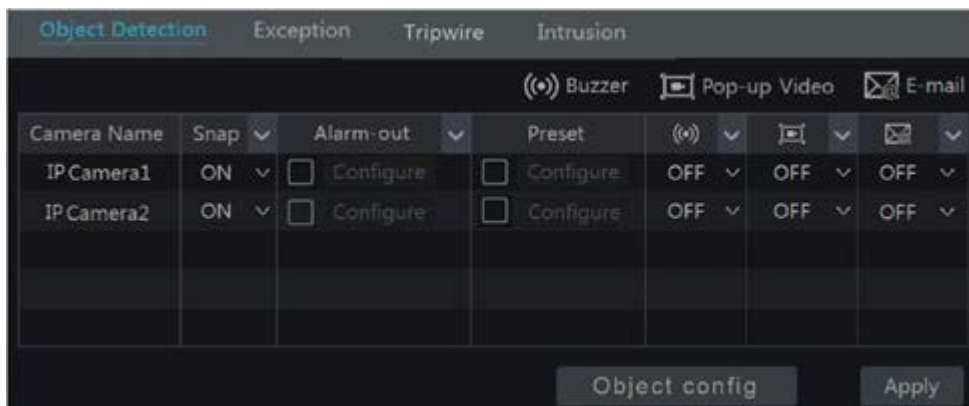 Object Detection Exception Tripwire Intrusion
Buzzer Pop-up Video E-mail
Camera Name Snap Alarm-out Preset
IP Camera1 ON Configure Configure OFF OFF OFF
IP Camera2 ON Configure Configure OFF OFF OFF
Object config Apply